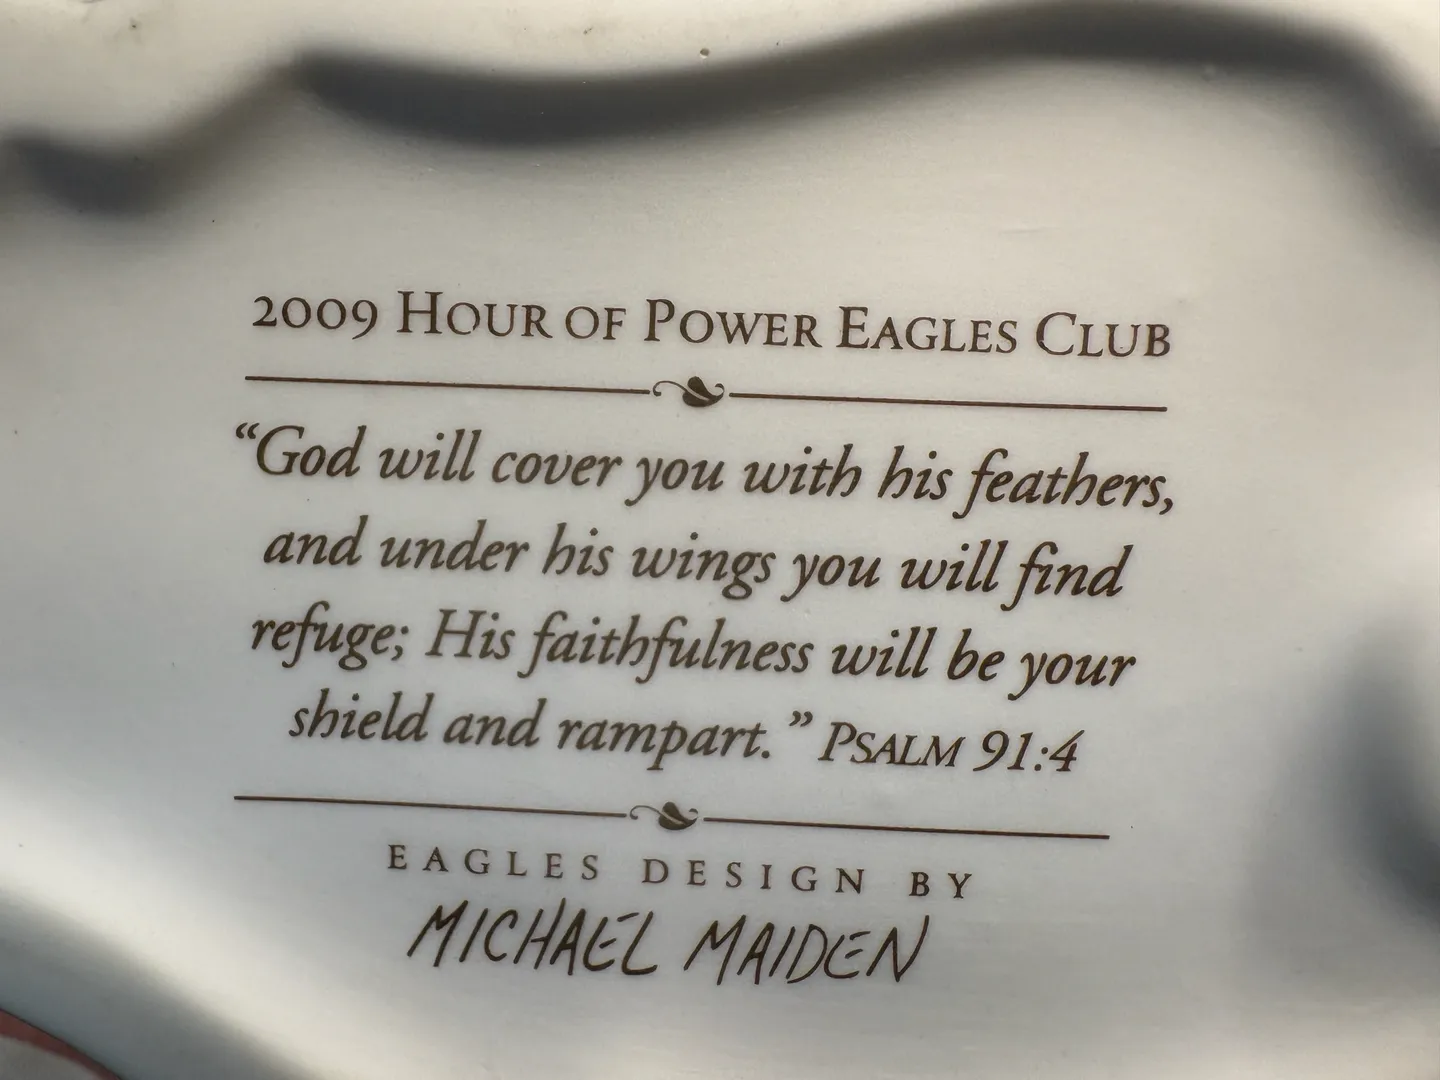 2009 Hour of Power Eagles Club
“God will cover you with his feathers,
and under his wings you will find
refuge; His faithfulness will be your
shield and rampart.” Psalm 91:4
EAGLES DESIGN BY
MICHAEL MAIDEN